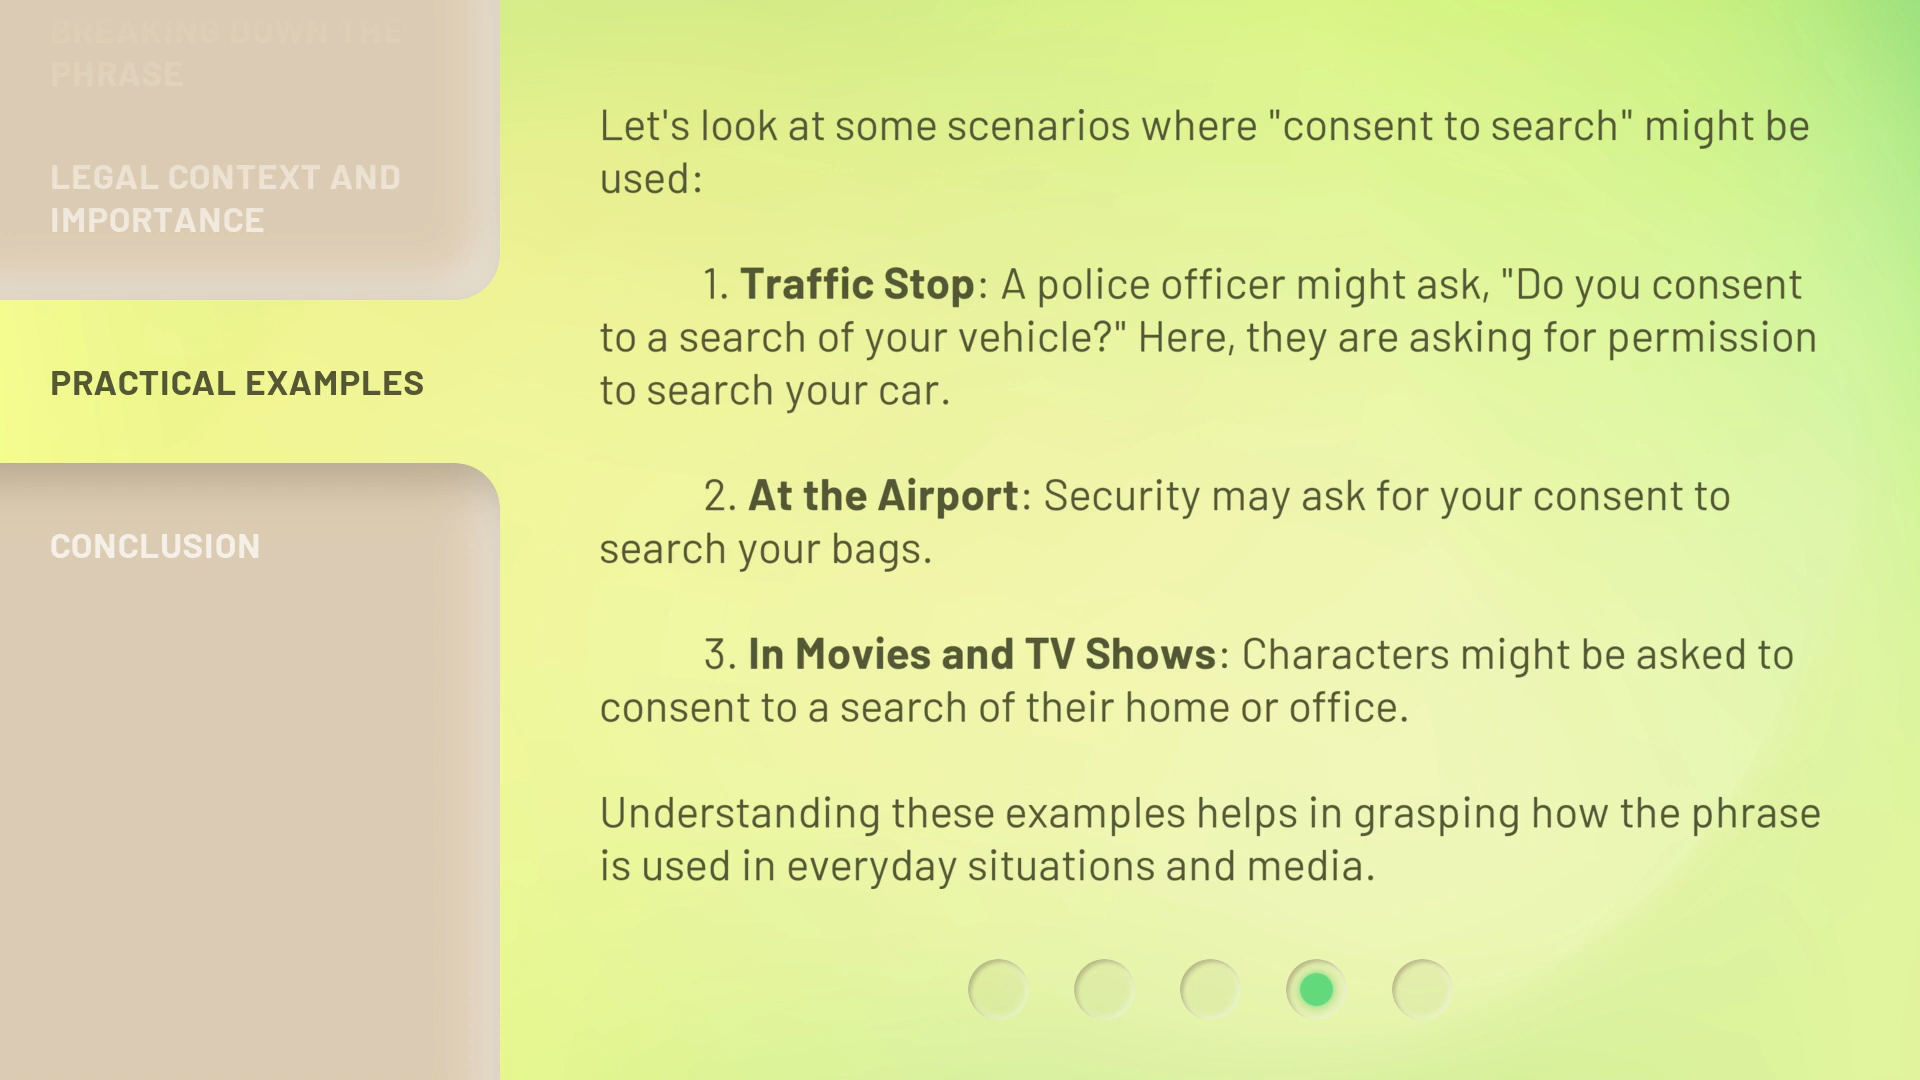 BREAKING DOWN THE
PHRASE
LEGAL CONTEXT AND
IMPORTANCE
PRACTICAL EXAMPLES
CONCLUSION
Let's look at some scenarios where "consent to search" might be
used:
1. Traffic Stop: A police officer might ask, "Do you consent
to a search of your vehicle?" Here, they are asking for permission
to search your car.
2. At the Airport: Security may ask for your consent to
search your bags.
3. In Movies and TV Shows: Characters might be asked to
consent to a search of their home or office.
Understanding these examples helps in grasping how the phrase
is used in everyday situations and media.